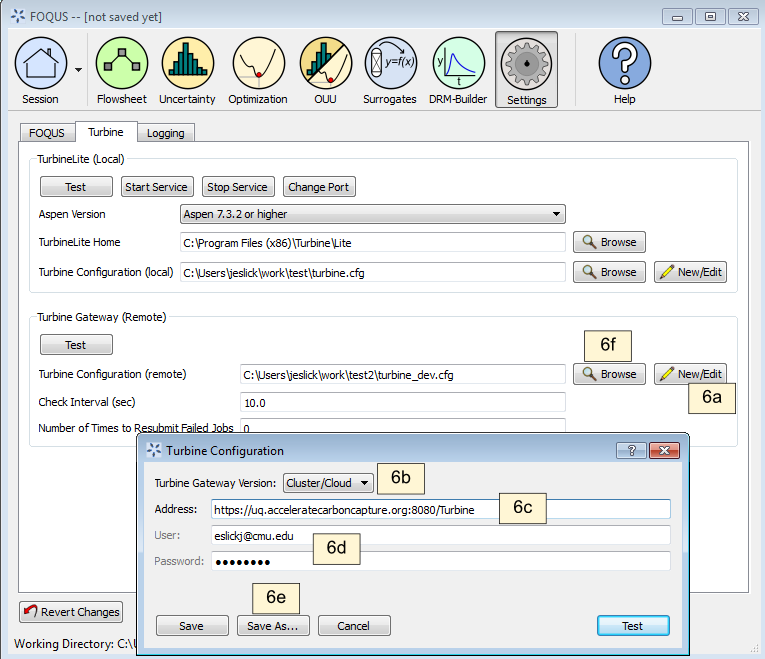 FOQUS -- [not saved yet]
Session Flowsheet Uncertainty Optimization OUU Surrogates DRM-Builder Settings Help
y=f(x) y t ?
FOQUS Turbine Logging
TurbineLite (Local)
Test Start Service Stop Service Change Port
Aspen Version Aspen 7.3.2 or higher
TurbineLite Home C:\Program Files (x86)\Turbine\Lite Browse
Turbine Configuration (local) C:\Users\jeslick\work\test\turbine.cfg Browse New/Edit
Turbine Gateway (Remote)
Test 6f
Turbine Configuration (remote) C:\Users\jeslick\work\test2\turbine_dev.cfg Browse New/Edit
6a
Check Interval (sec) 10.0
Number of Times to Resubmit Failed Jobs 0
Turbine Configuration ?
Turbine Gateway Version: Cluster/Cloud 6b
Address: https://uq.acceleratecarboncapture.org:8080/Turbine 6c
User: eslickj@cmu.edu
6d
Password: ●●●●●●●●
6e
Save Save As... Cancel Test
Revert Changes
Working Directory: C:\